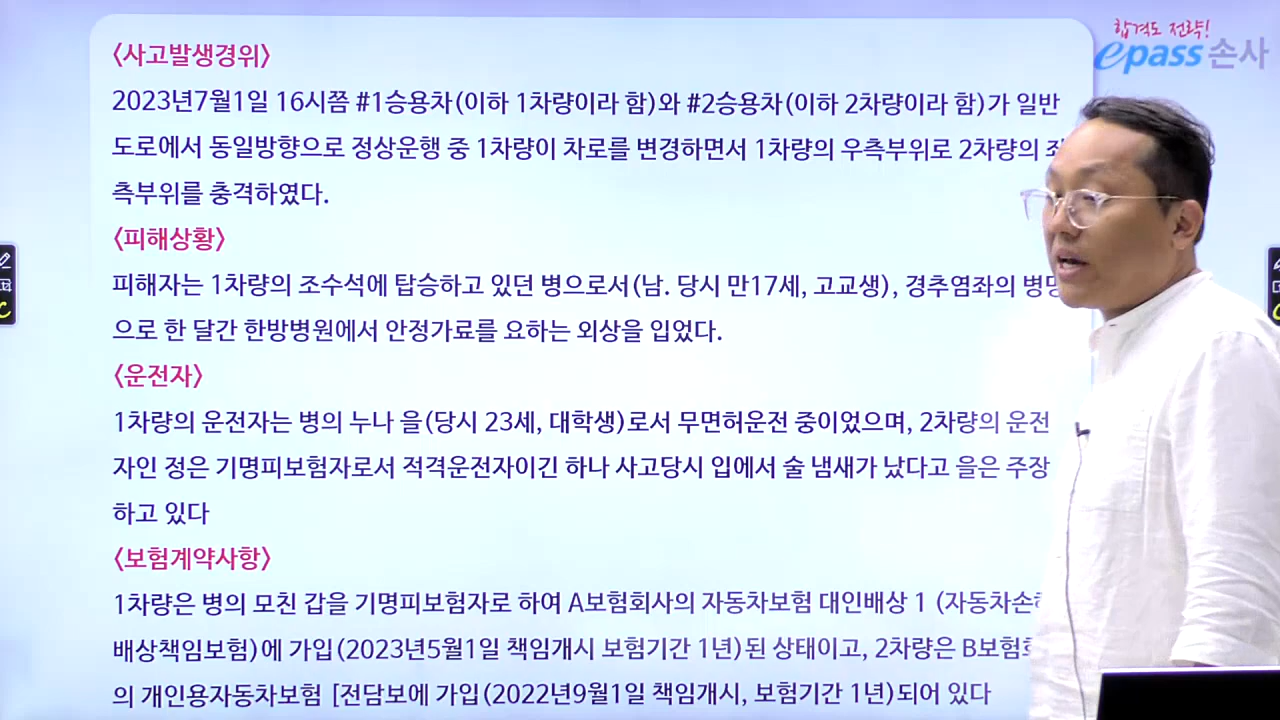 합격도 전략!
epass손사
<사고발생경위>
2023년7월1일 16시쯤 #1승용차(이하 1차량이라 함)와 #2승용차(이하 2차량이라 함)가 일반
도로에서 동일방향으로 정상운행 중 1차량이 차로를 변경하면서 1차량의 우측부위로 2차량의
측부위를 충격하였다.
<피해상황>
피해자는 1차량의 조수석에 탑승하고 있던 병으로서(남. 당시 만17세, 고교생), 경추염좌의
으로 한 달간 한방병원에서 안정가료를 요하는 외상을 입었다.
<운전자>
1차량의 운전자는 병의 누나 을(당시 23세, 대학생)로서 무면허운전 중이었으며, 2차량의 운전
자인 정은 기명피보험자로서 적격운전자이긴 하나 사고당시 입에서 술 냄새가 났다고 을은 주장
하고 있다
<보험계약사항>
1차량은 병의 모친 갑을 기명피보험자로 하여 A보험회사의 자동차보험 대인배상 1
배상책임보험)에 가입(2023년5월1일 책임개시 보험기간 1년)된 상태이고, 2차량은
의 개인용자동차보험 [전담보에 가입(2022년9월1일 책임개시, 보험기간 1년)되어 있다